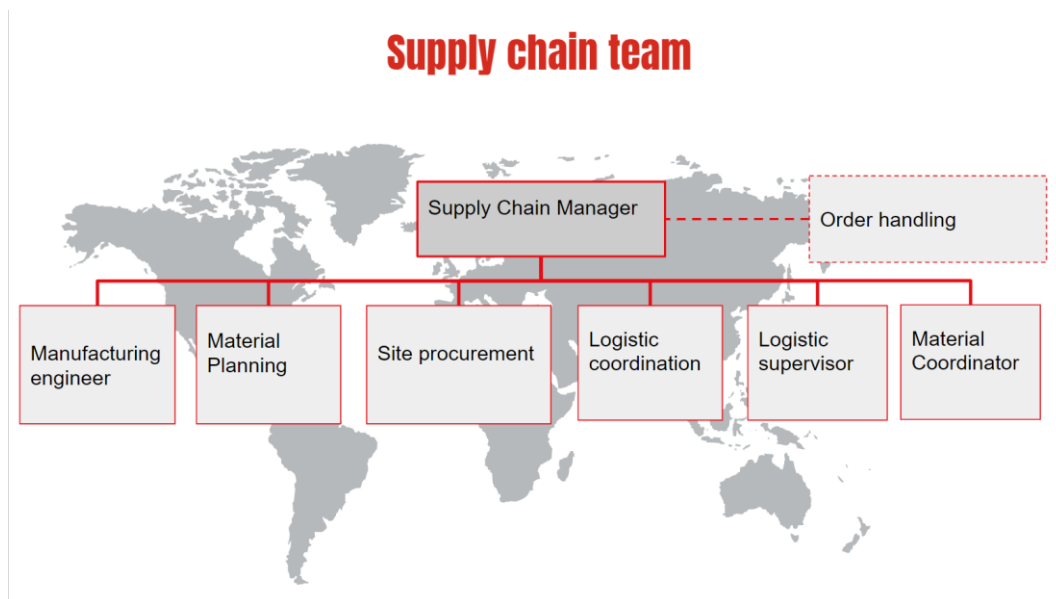 Supply chain team
Supply Chain Manager
Order handling
Manufacturing
engineer
Material
Planning
Site procurement
Logistic
coordination
Logistic
supervisor
Material
Coordinator